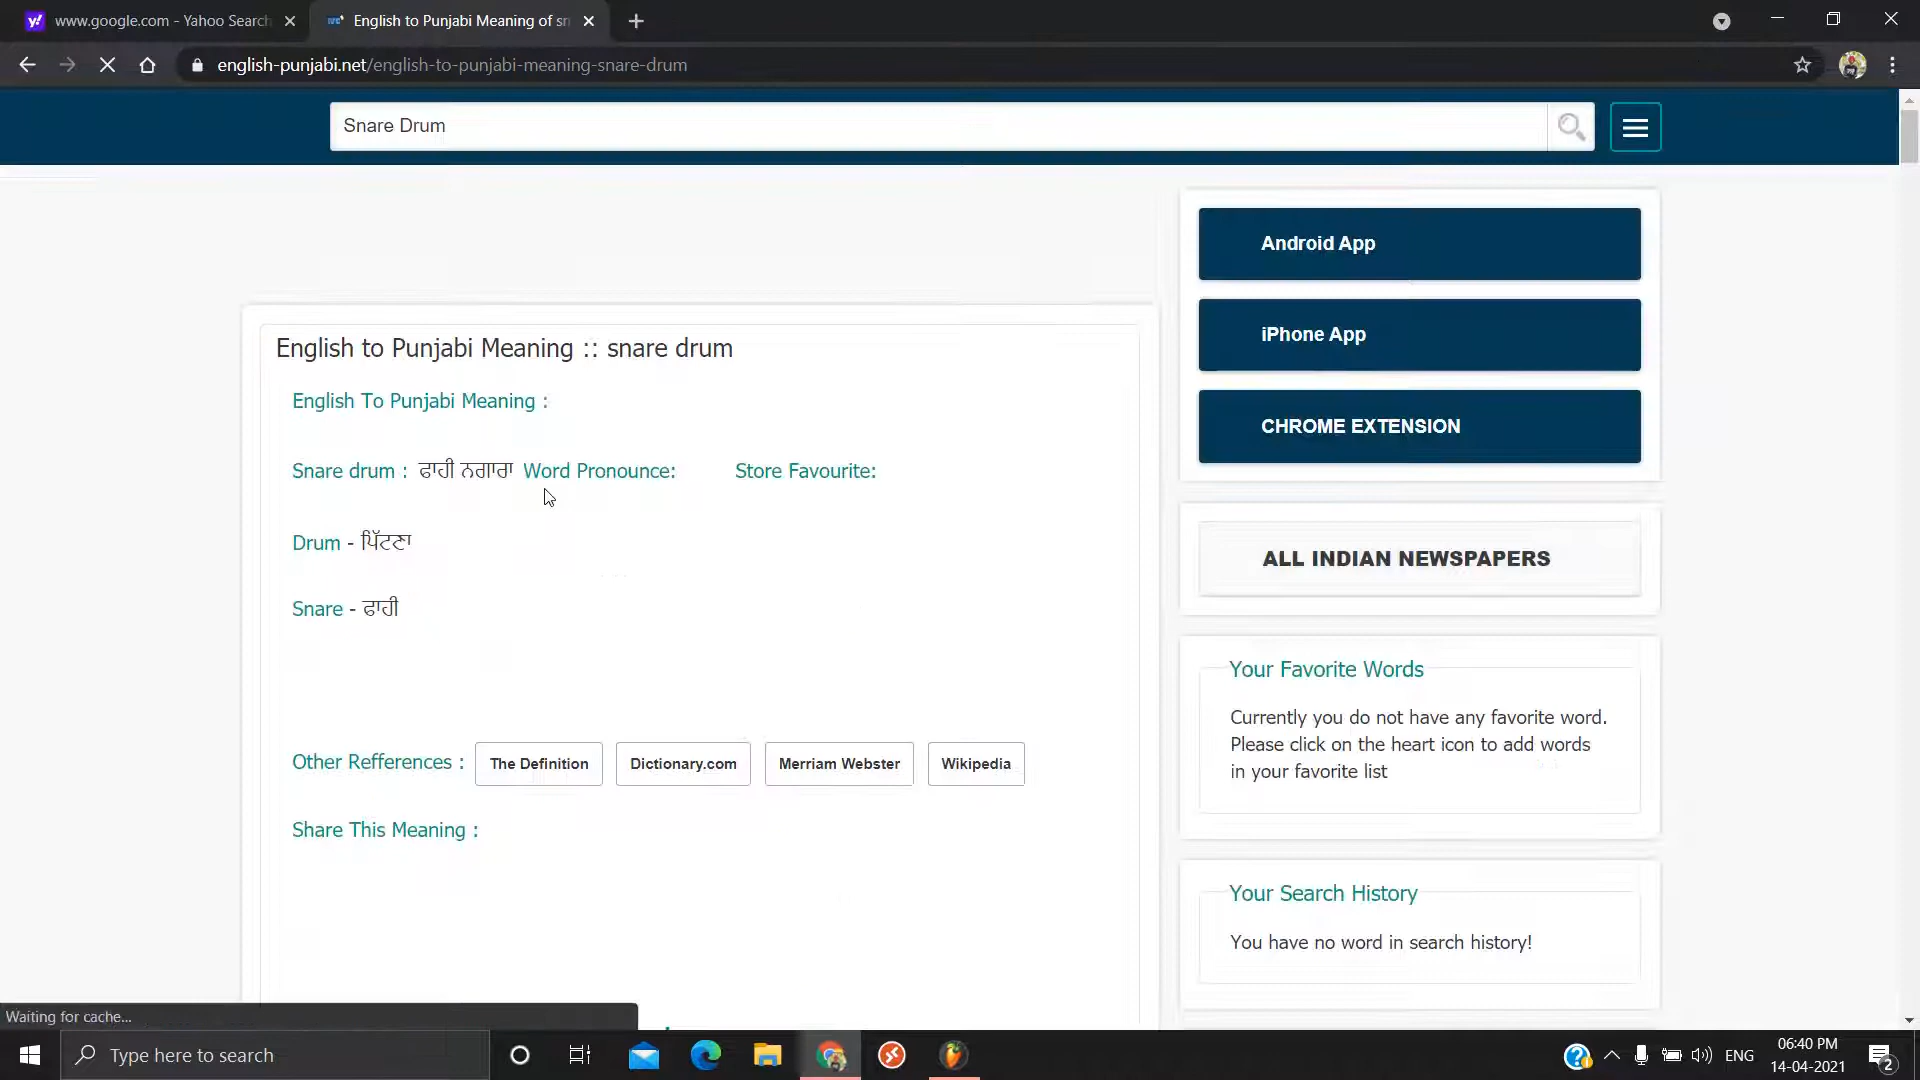 www.google.com - Yahoo Search
English to Punjabi Meaning of sn
english-punjabi.net/english-to-punjabi-meaning-snare-drum
Snare Drum
English to Punjabi Meaning :: snare drum
English To Punjabi Meaning :
Snare drum : ਫਾਹੀ ਨਗਾਰਾ Word Pronounce: Store Favourite:
Drum - ਪਿੱਟਣਾ
Snare - ਫਾਹੀ
Other Refferences : The Definition Dictionary.com Merriam Webster Wikipedia
Share This Meaning :
Android App
iPhone App
CHROME EXTENSION
ALL INDIAN NEWSPAPERS
Your Favorite Words
Currently you do not have any favorite word.
Please click on the heart icon to add words
in your favorite list
Your Search History
You have no word in search history!
Waiting for cache...
Type here to search
ENG
06:40 PM
14-04-2021
2